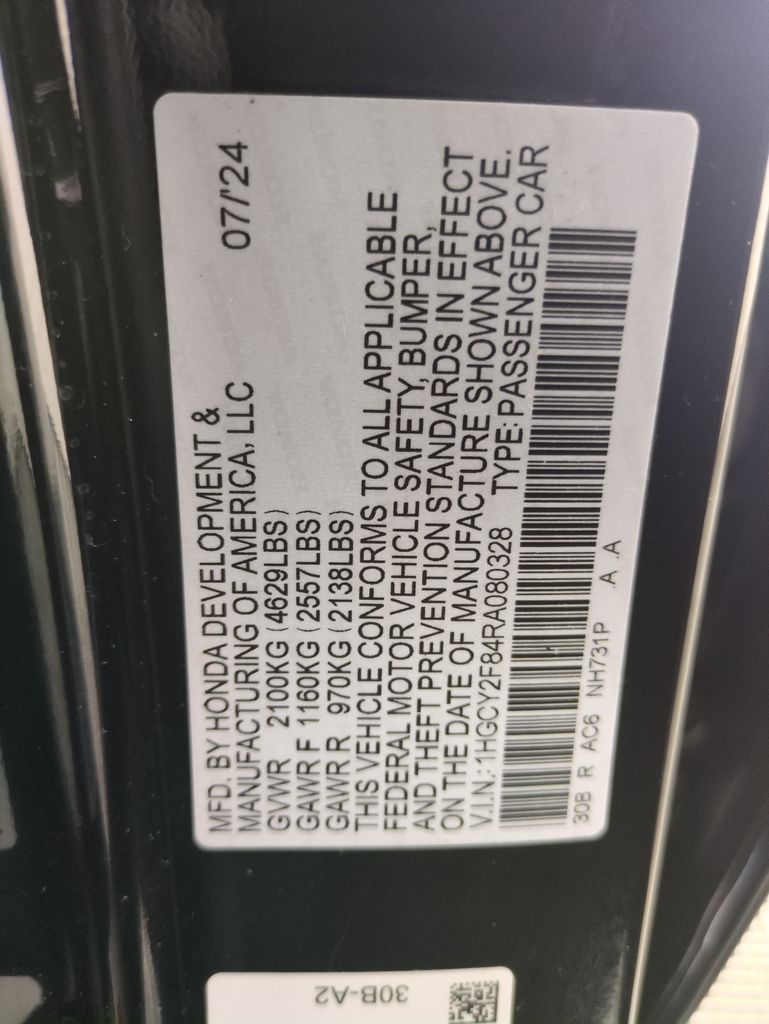 MFD. BY HONDA DEVELOPMENT &
MANUFACTURING OF AMERICA, LLC 07/'24
GVWR 2100KG (4629LBS)
GAWR F 1160KG (2557LBS)
GAWR R 970KG (2138LBS)
THIS VEHICLE CONFORMS TO ALL APPLICABLE
FEDERAL MOTOR VEHICLE SAFETY, BUMPER,
AND THEFT PREVENTION STANDARDS IN EFFECT
ON THE DATE OF MANUFACTURE SHOWN ABOVE.
V.I.N.: 1HGCY2F84RA080328 TYPE: PASSENGER CAR
30B R AC6 NH731P .A .A
30B-A2